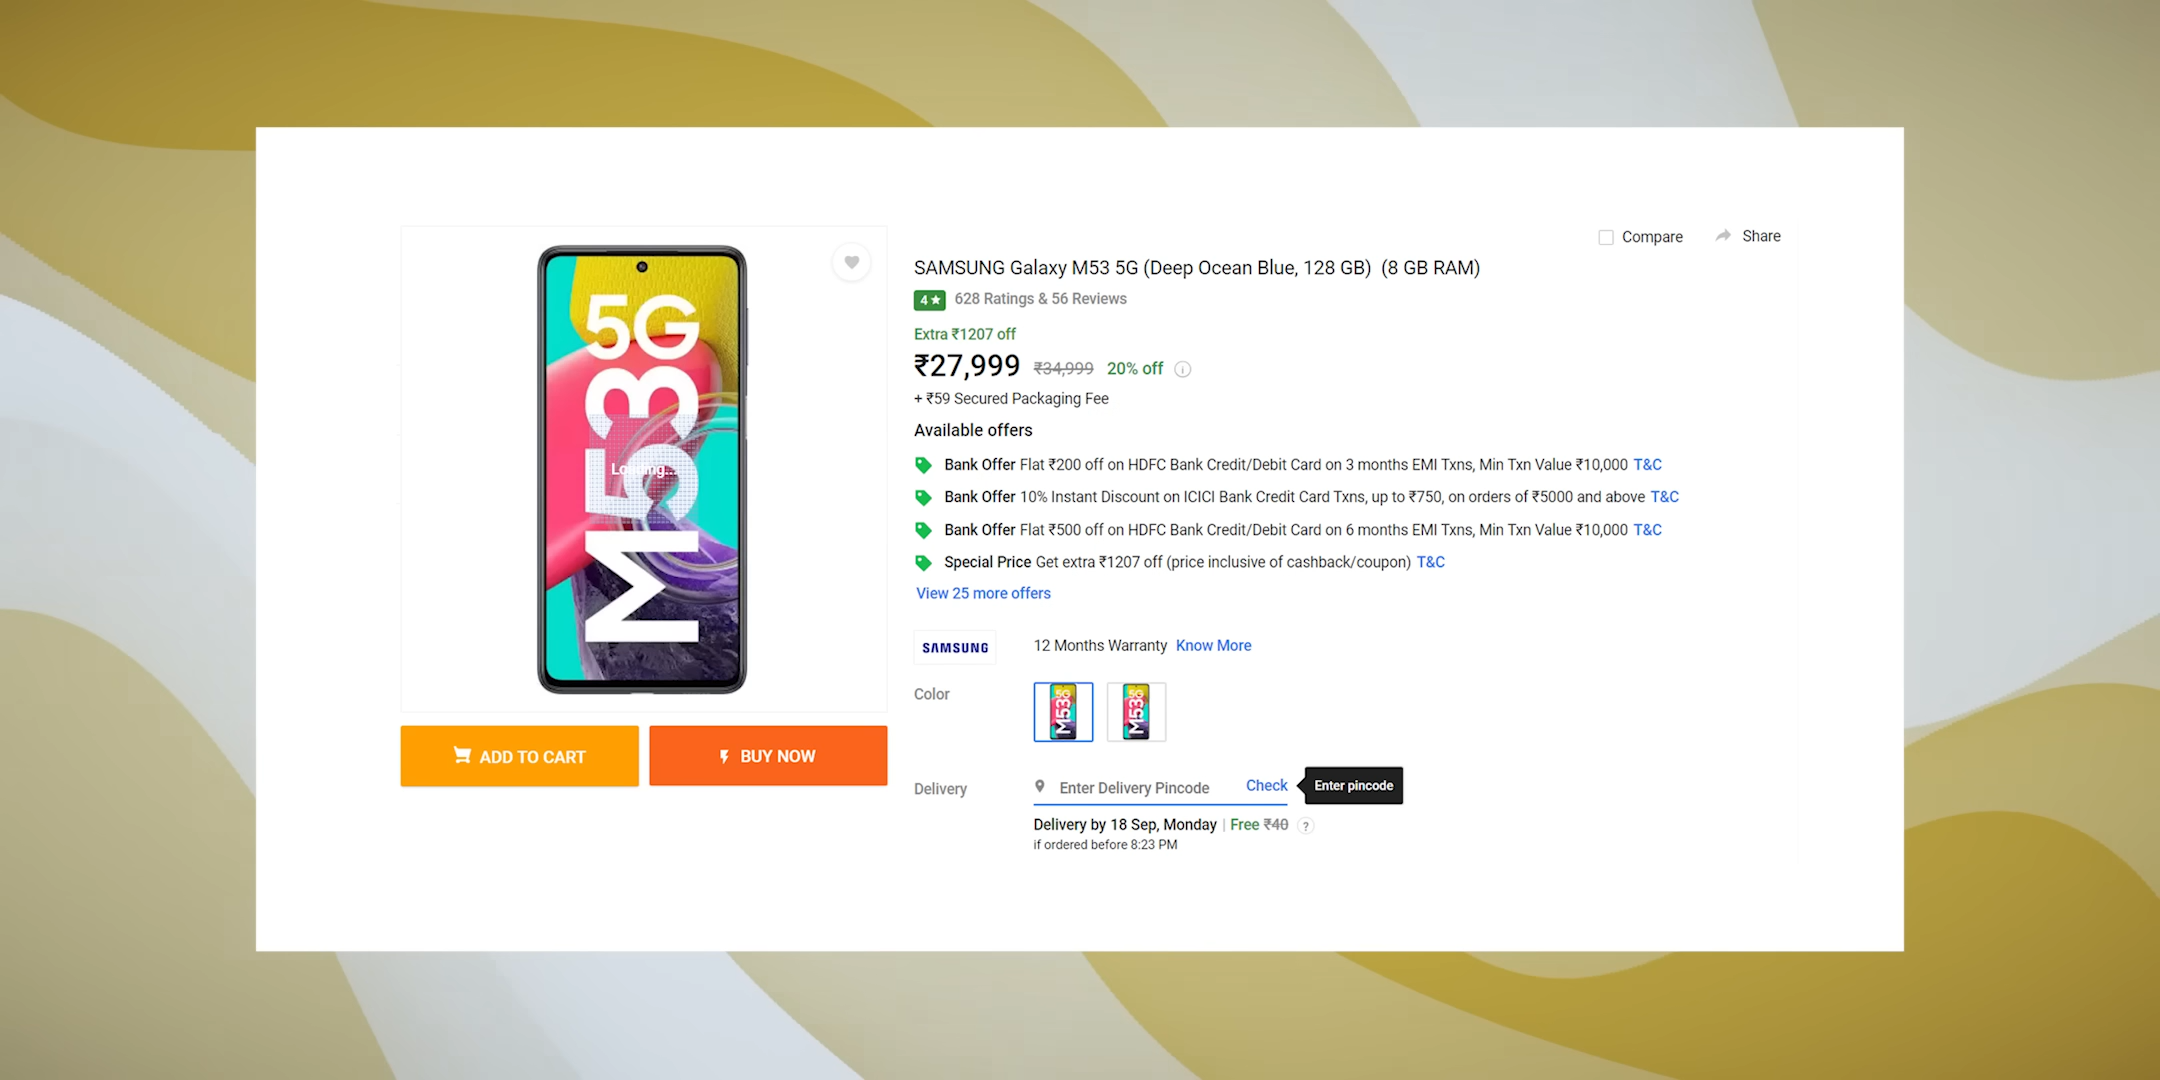 Compare Share
5G
M53
Loading...
SAMSUNG Galaxy M53 5G (Deep Ocean Blue, 128 GB) (8 GB RAM)
4★ 628 Ratings & 56 Reviews
Extra ₹1207 off
₹27,999 ₹34,999 20% off
+ ₹59 Secured Packaging Fee
Available offers
Bank Offer Flat ₹200 off on HDFC Bank Credit/Debit Card on 3 months EMI Txns, Min Txn Value ₹10,000 T&C
Bank Offer 10% Instant Discount on ICICI Bank Credit Card Txns, up to ₹750, on orders of ₹5000 and above T&C
Bank Offer Flat ₹500 off on HDFC Bank Credit/Debit Card on 6 months EMI Txns, Min Txn Value ₹10,000 T&C
Special Price Get extra ₹1207 off (price inclusive of cashback/coupon) T&C
View 25 more offers
SAMSUNG 12 Months Warranty Know More
Color
5G M53
5G M53
ADD TO CART BUY NOW
Delivery Enter Delivery Pincode Check Enter pincode
Delivery by 18 Sep, Monday | Free ₹40 ?
if ordered before 8:23 PM